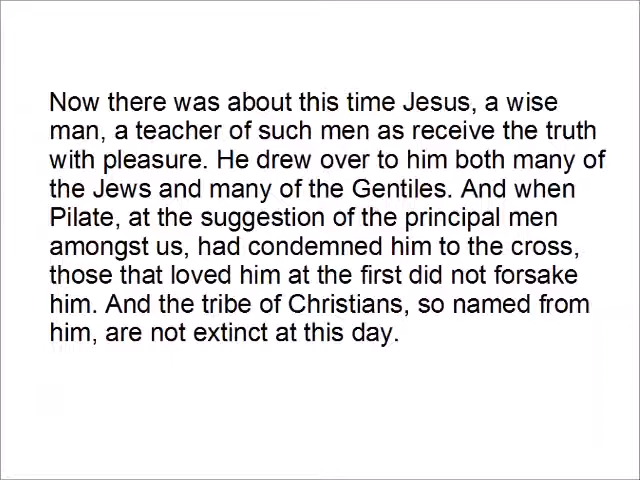 Now there was about this time Jesus, a wise
man, a teacher of such men as receive the truth
with pleasure. He drew over to him both many of
the Jews and many of the Gentiles. And when
Pilate, at the suggestion of the principal men
amongst us, had condemned him to the cross,
those that loved him at the first did not forsake
him. And the tribe of Christians, so named from
him, are not extinct at this day.